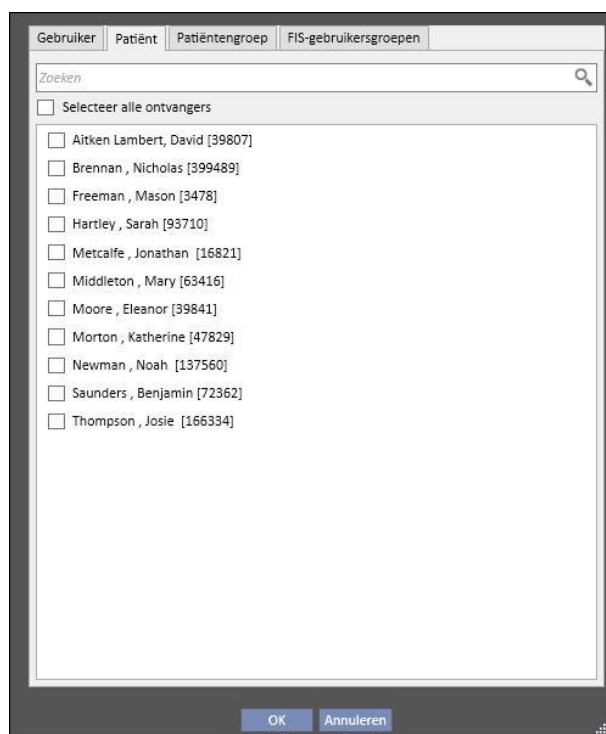 Gebruiker Patiënt Patiëntengroep FIS-gebruikersgroepen
Zoeken
Selecteer alle ontvangers
Aitken Lambert, David [39807]
Brennan , Nicholas [399489]
Freeman , Mason [3478]
Hartley , Sarah [93710]
Metcalfe , Jonathan [16821]
Middleton , Mary [63416]
Moore , Eleanor [39841]
Morton , Katherine [47829]
Newman , Noah [137560]
Saunders , Benjamin [72362]
Thompson , Josie [166334]
OK Annuleren